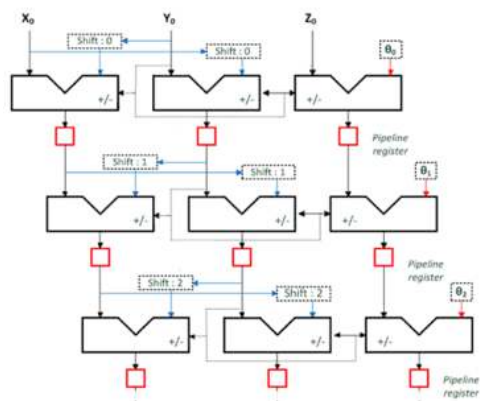 X₀ Y₀ Z₀
Shift : 0
Shift : 0
θ₀
+/- +/- +/-
Pipeline
register
Shift : 1
Shift : 1
θ₁
+/- +/- +/-
Pipeline
register
Shift : 2
Shift : 2
θ₂
+/- +/- +/-
Pipeline
register